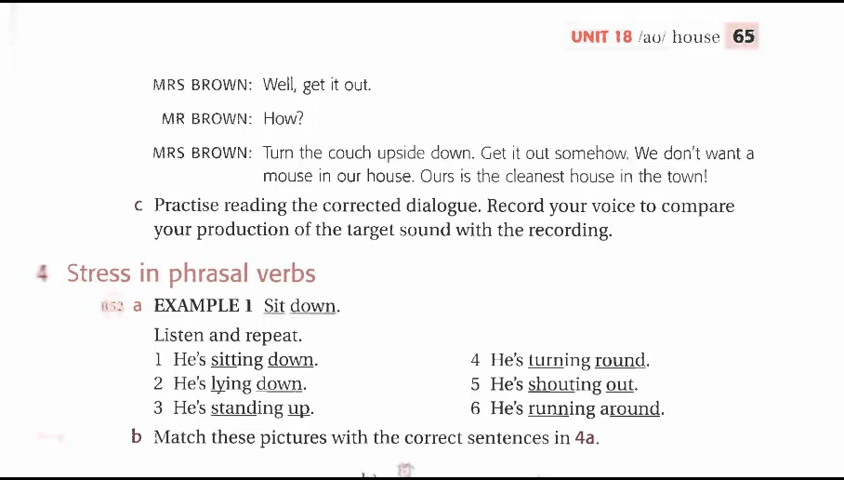 UNIT 18 /aʊ/ house 65
MRS BROWN: Well, get it out.
MR BROWN: How?
MRS BROWN: Turn the couch upside down. Get it out somehow. We don't want a
mouse in our house. Ours is the cleanest house in the town!
c Practise reading the corrected dialogue. Record your voice to compare
your production of the target sound with the recording.
4 Stress in phrasal verbs
B52 a EXAMPLE 1 Sit down.
Listen and repeat.
1 He's sitting down.
2 He's lying down.
3 He's standing up.
4 He's turning round.
5 He's shouting out.
6 He's running around.
b Match these pictures with the correct sentences in 4a.